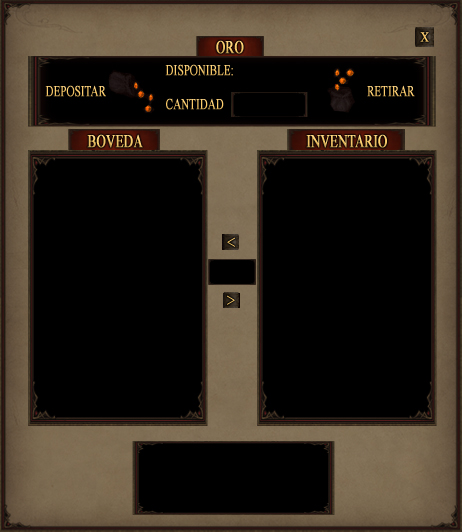 X
ORO
DISPONIBLE:
DEPOSITAR
RETIRAR
CANTIDAD
BOVEDA
INVENTARIO
<
>